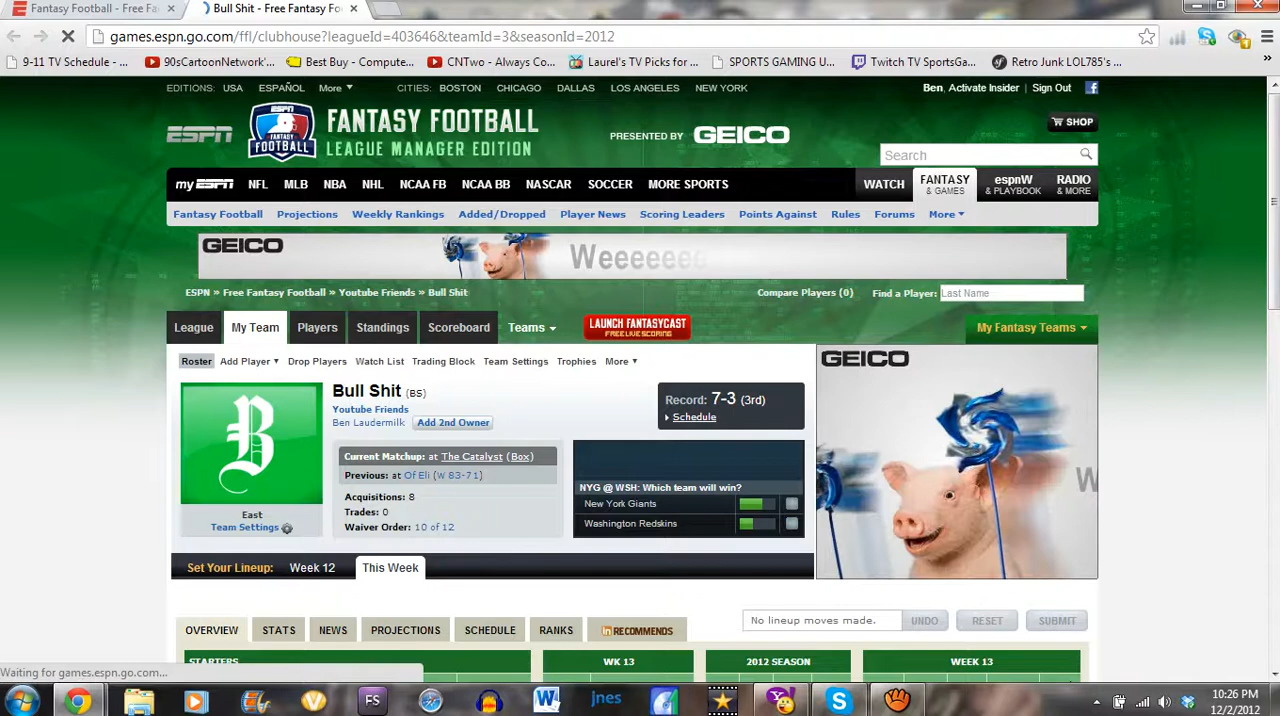 Fantasy Football - Free Fa
Bull Shit - Free Fantasy Fo
games.espn.go.com/ffl/clubhouse?leagueId=403646&teamId=3&seasonId=2012
9-11 TV Schedule - ... 90sCartoonNetwork'... Best Buy - Compute... CNTwo - Always Co... Laurel's TV Picks for ... SPORTS GAMING U... Twitch TV SportsGa... Retro Junk LOL785's ... »
EDITIONS: USA ESPAÑOL More CITIES: BOSTON CHICAGO DALLAS LOS ANGELES NEW YORK Ben, Activate Insider | Sign Out
ESPN ESPN FANTASY FOOTBALL FANTASY FOOTBALL
LEAGUE MANAGER EDITION
PRESENTED BY GEICO
SHOP
Search
myESPN NFL MLB NBA NHL NCAA FB NCAA BB NASCAR SOCCER MORE SPORTS WATCH FANTASY & GAMES espnW & PLAYBOOK RADIO & MORE
Fantasy Football Projections Weekly Rankings Added/Dropped Player News Scoring Leaders Points Against Rules Forums More
GEICO Weeeeeee
ESPN » Free Fantasy Football » Youtube Friends » Bull Shit Compare Players (0) Find a Player: Last Name
League My Team Players Standings Scoreboard Teams LAUNCH FANTASYCAST FREE LIVE SCORING My Fantasy Teams
Roster Add Player Drop Players Watch List Trading Block Team Settings Trophies More
GEICO
Bull Shit (BS)
Youtube Friends
Ben Laudermilk Add 2nd Owner
Record: 7-3 (3rd)
Schedule
B
Current Matchup: at The Catalyst (Box)
Previous: at Of Eli (W 83-71)
Acquisitions: 8
Trades: 0
Waiver Order: 10 of 12
NYG @ WSH: Which team will win?
New York Giants
Washington Redskins
W
East
Team Settings
Set Your Lineup: Week 12 This Week
No lineup moves made. UNDO RESET SUBMIT
OVERVIEW STATS NEWS PROJECTIONS SCHEDULE RANKS in RECOMMENDS
STARTERS WK 13 2012 SEASON WEEK 13
Waiting for games.espn.go.com...
FS W jnes Y! S
10:26 PM
12/2/2012